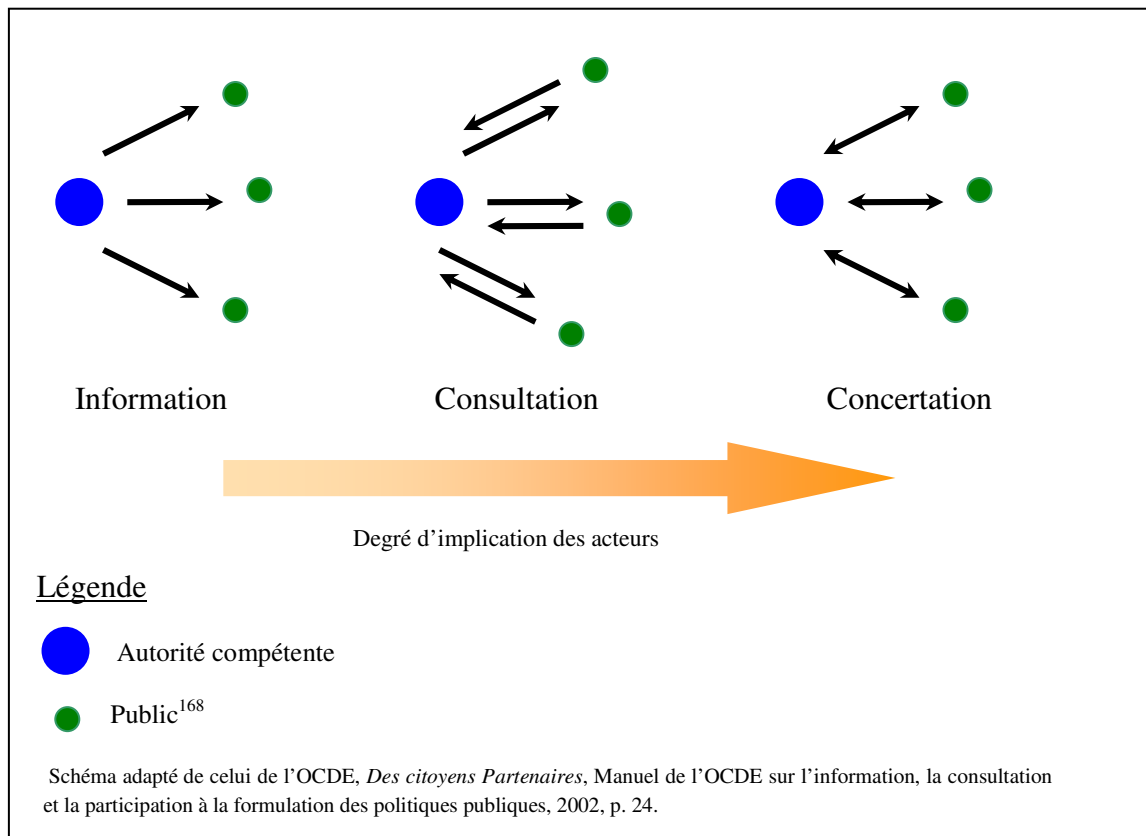 Information
Consultation
Concertation
Degré d’implication des acteurs
Légende
Autorité compétente
Public168
Schéma adapté de celui de l’OCDE, Des citoyens Partenaires, Manuel de l’OCDE sur l’information, la consultation
et la participation à la formulation des politiques publiques, 2002, p. 24.